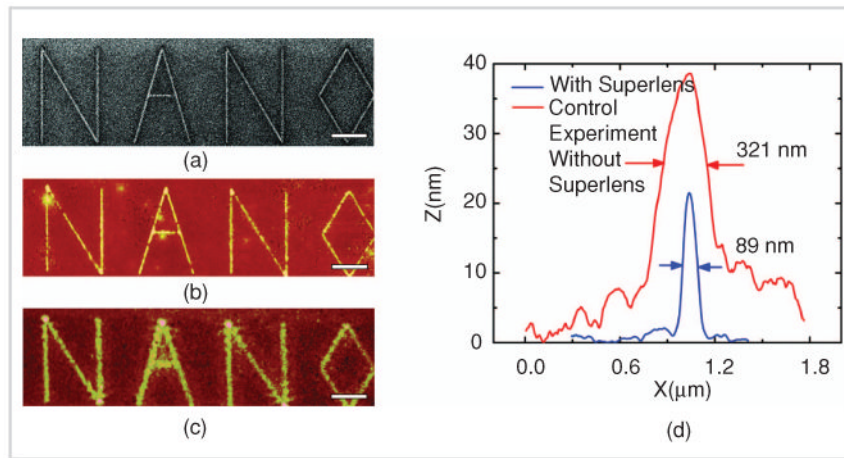 NANO
(a)
NANO
(b)
NANO
(c)
40
30
20
10
0
Z(nm)
With Superlens
Control
Experiment
Without
Superlens
321 nm
89 nm
0.0 0.6 1.2 1.8
X(μm)
(d)